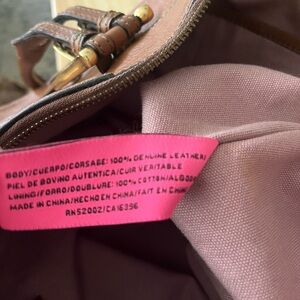 BODY/CUERPO/CORSAGE: 100% GENUINE LEATHER/
PIEL DE BOVINO AUTENTICA/CUIR VERITABLE
LINING/FORRO/DOUBLURE: 100% COTTON/ALGODO
MADE IN CHINA/HECHO EN CHINA/FAIT EN CHINE
RN52002/CA16396